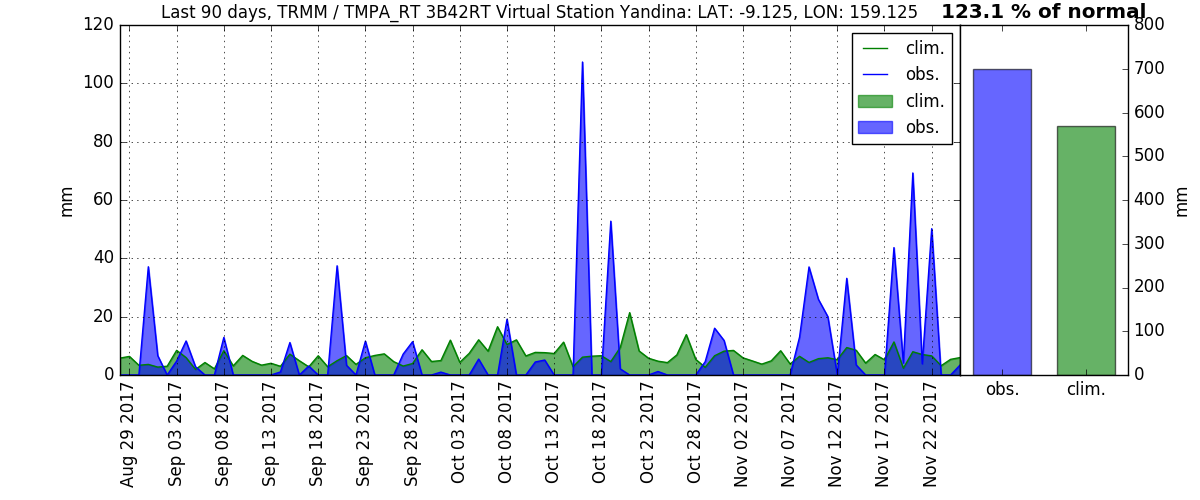 Last 90 days, TRMM / TMPA_RT 3B42RT Virtual Station Yandina: LAT: -9.125, LON: 159.125
123.1 % of normal
120
100
80
60
40
20
0
mm
clim.
obs.
clim.
obs.
Aug 29 2017
Sep 03 2017
Sep 08 2017
Sep 13 2017
Sep 18 2017
Sep 23 2017
Sep 28 2017
Oct 03 2017
Oct 08 2017
Oct 13 2017
Oct 18 2017
Oct 23 2017
Oct 28 2017
Nov 02 2017
Nov 07 2017
Nov 12 2017
Nov 17 2017
Nov 22 2017
800
700
600
500
400
300
200
100
0
mm
obs.
clim.